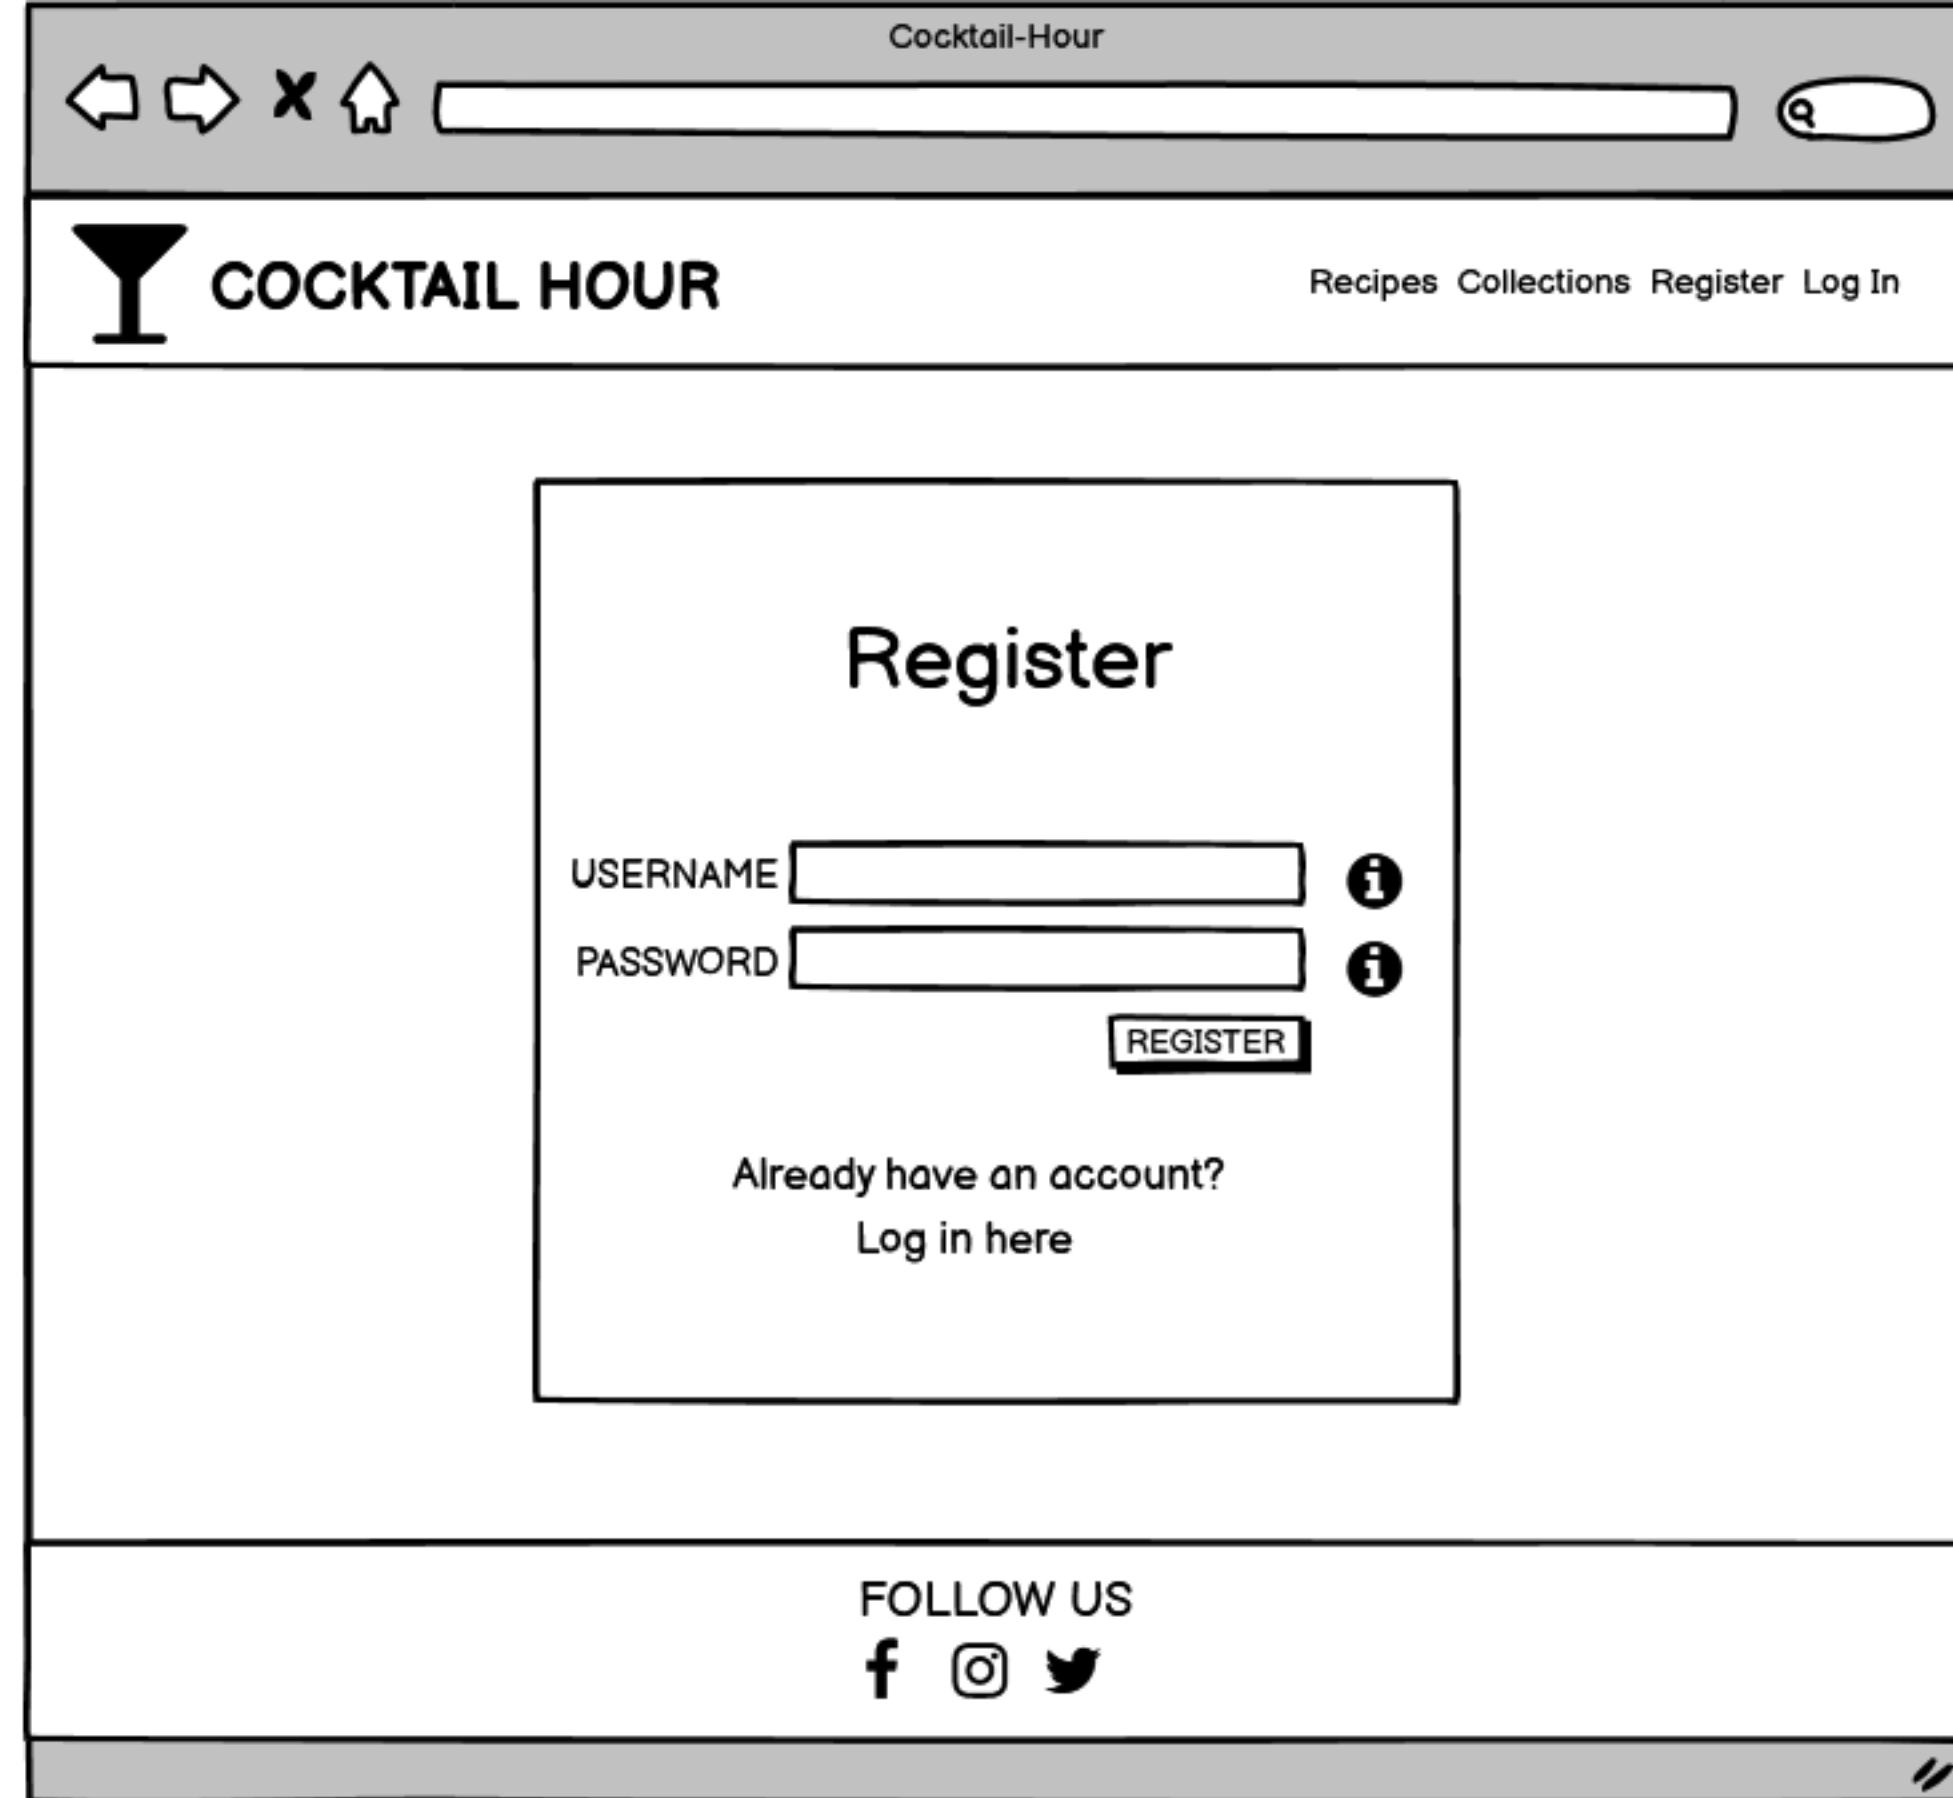 Cocktail-Hour
COCKTAIL HOUR
Recipes Collections Register Log In
Register
USERNAME
PASSWORD
REGISTER
Already have an account?
Log in here
FOLLOW US